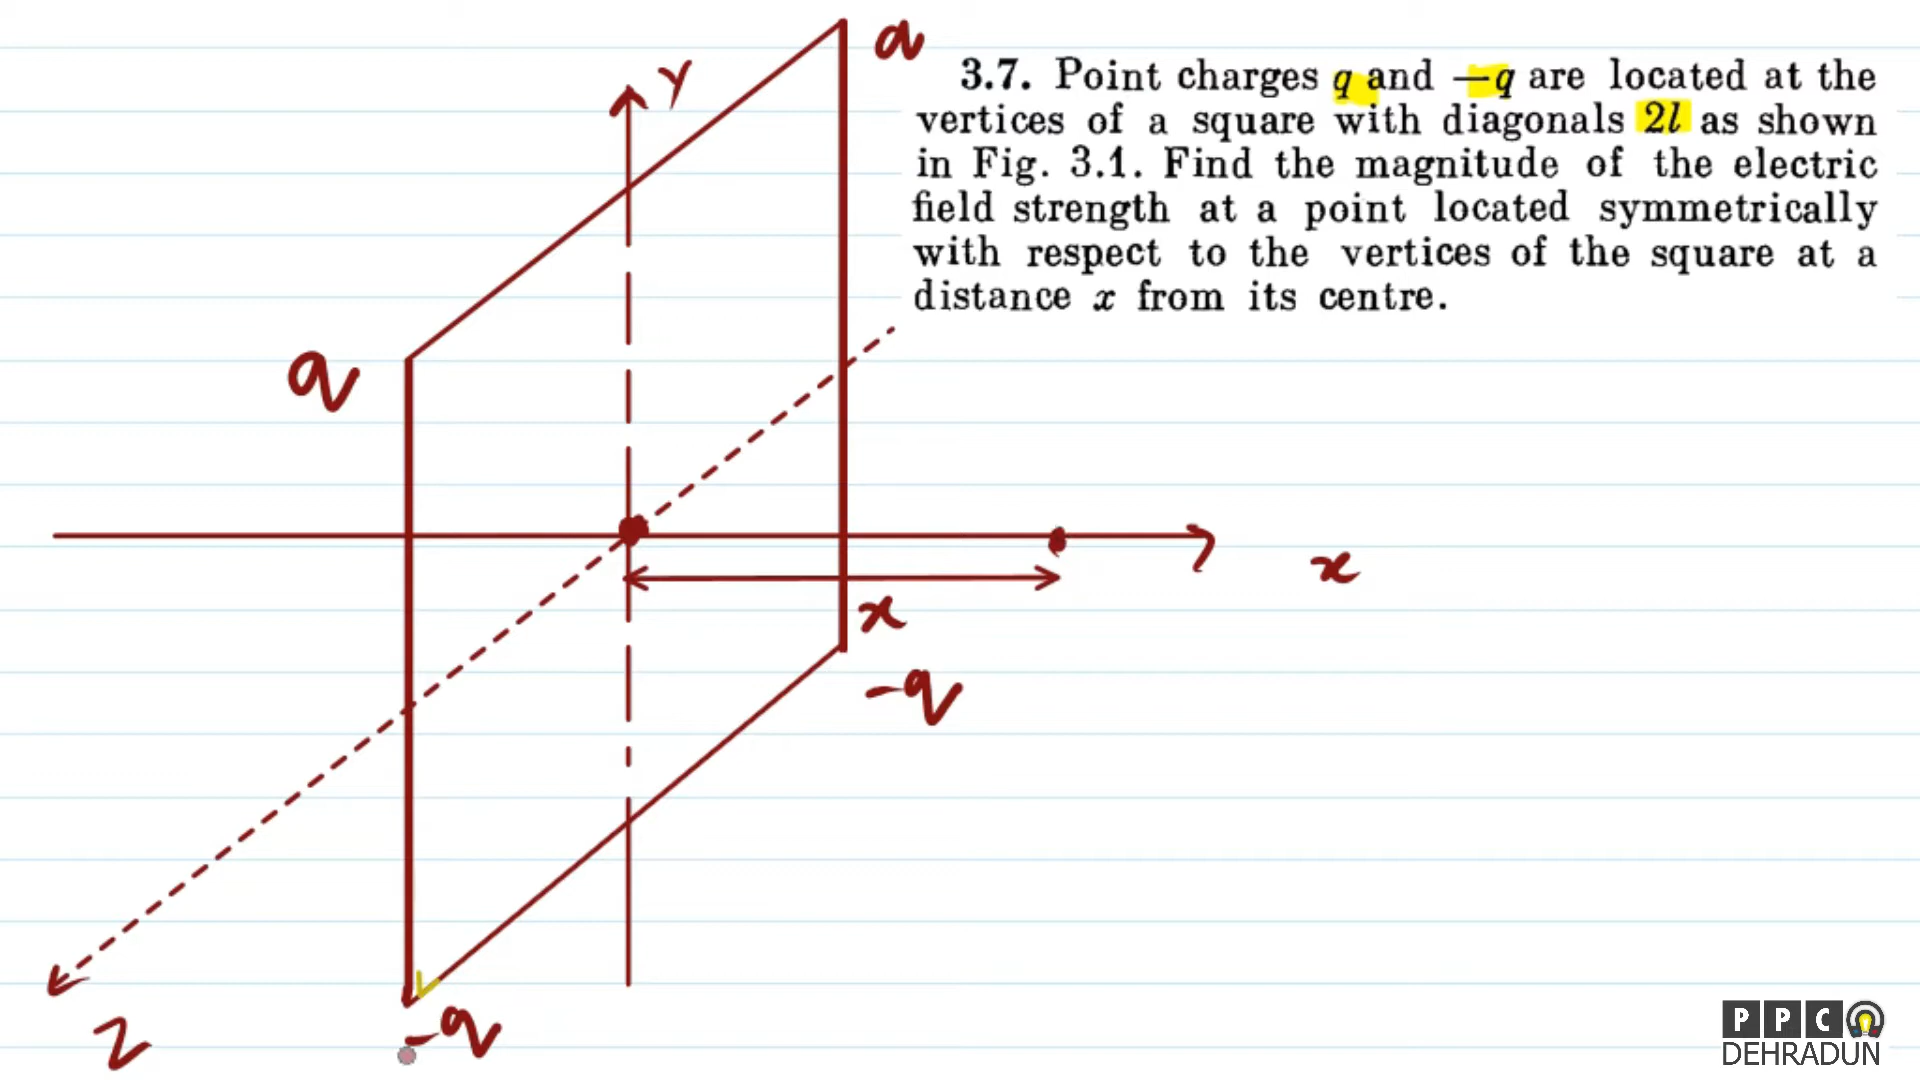 a
Y
3.7. Point charges q and —q are located at the
vertices of a square with diagonals 2l as shown
in Fig. 3.1. Find the magnitude of the electric
field strength at a point located symmetrically
with respect to the vertices of the square at a
distance x from its centre.
q
x
x
-q
-q
Z
PPC
DEHRADUN